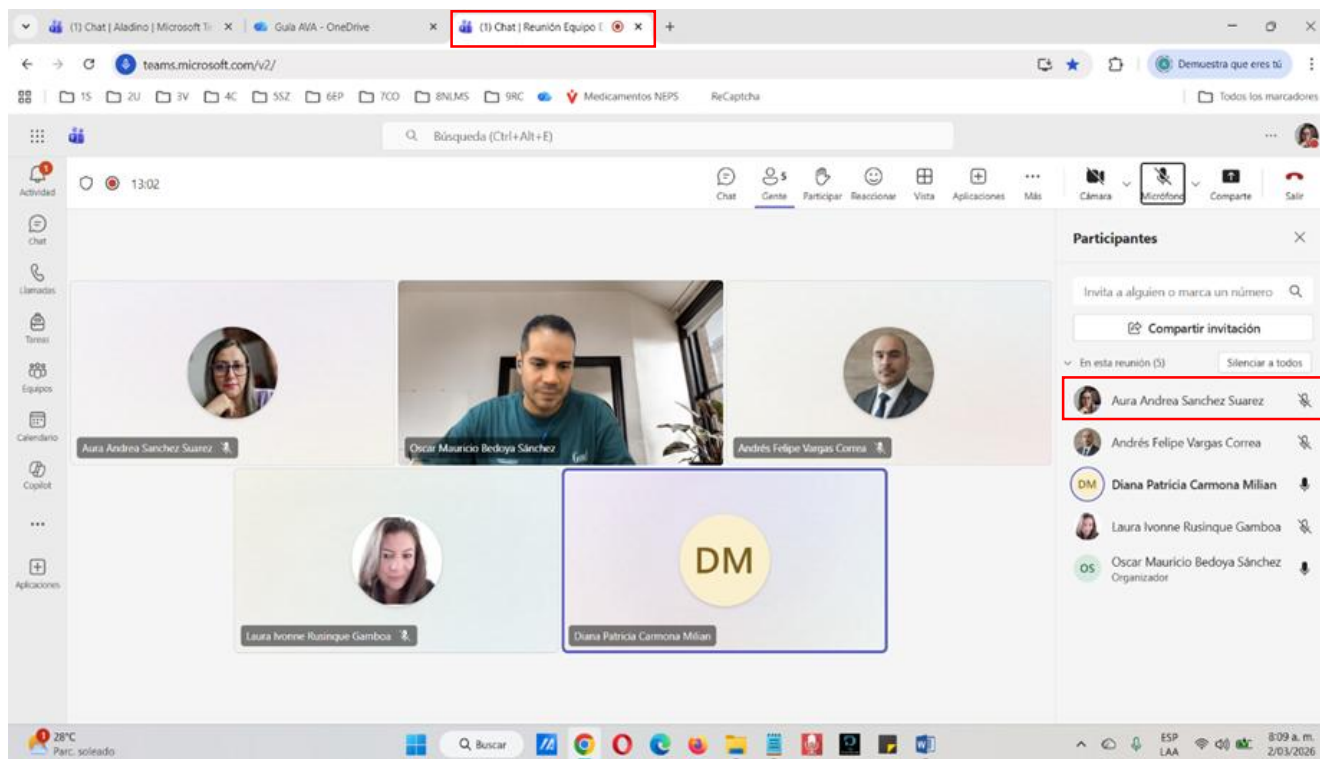 (1) Chat | Aladino | Microsoft Te
Guía AVA - OneDrive
(1) Chat | Reunión Equipo
teams.microsoft.com/v2/
Demuestra que eres tú
1S
2U
3V
4C
5SZ
6EP
7CO
8NLMS
9RC
Medicamentos NEPS
ReCaptcha
Todos los marcadores
Búsqueda (Ctrl+Alt+E)
13:02
Chat
5
Gente
Participar
Reaccionar
Vista
Aplicaciones
Más
Cámara
Micrófono
Comparte
Salir
1
Actividad
Chat
Llamadas
Tareas
Equipos
Calendario
Copilot
Aplicaciones
Aura Andrea Sanchez Suarez
Oscar Mauricio Bedoya Sánchez
Andrés Felipe Vargas Correa
Laura Ivonne Rusinque Gamboa
DM
Diana Patricia Carmona Milian
Participantes
Invita a alguien o marca un número
Compartir invitación
En esta reunión (5)
Silenciar a todos
Aura Andrea Sanchez Suarez
Andrés Felipe Vargas Correa
DM
Diana Patricia Carmona Milian
Laura Ivonne Rusinque Gamboa
OS
Oscar Mauricio Bedoya Sánchez
Organizador
1
28°C
Parc. soleado
Buscar
ESP
LAA
8:09 a. m.
2/03/2026